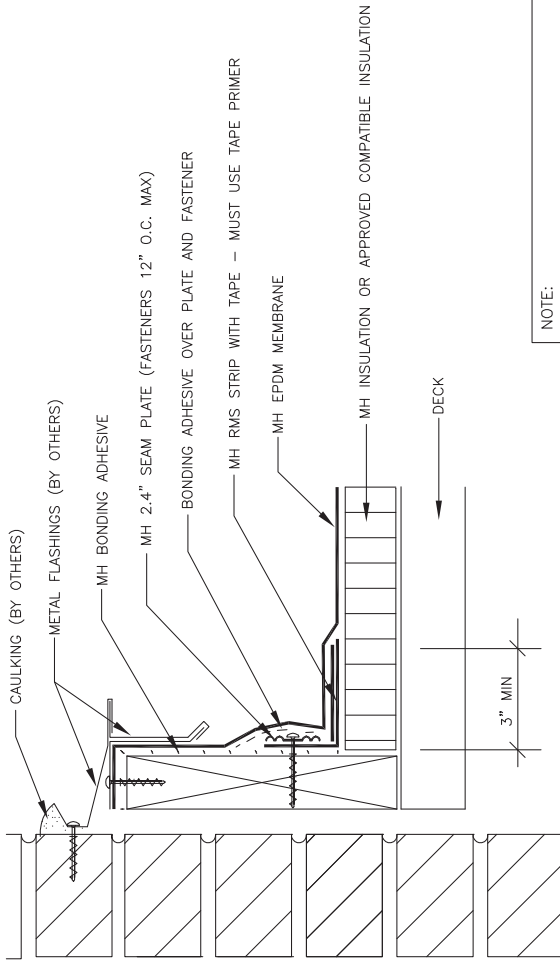 CAULKING (BY OTHERS)
METAL FLASHINGS (BY OTHERS)
MH BONDING ADHESIVE
MH 2.4" SEAM PLATE (FASTENERS 12" O.C. MAX)
BONDING ADHESIVE OVER PLATE AND FASTENER
MH RMS STRIP WITH TAPE – MUST USE TAPE PRIMER
MH EPDM MEMBRANE
MH INSULATION OR APPROVED COMPATIBLE INSULATION
DECK
3" MIN
NOTE: